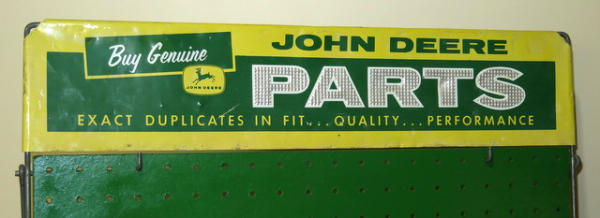 Buy Genuine
JOHN DEERE
JOHN DEERE
PARTS
EXACT DUPLICATES IN FIT...QUALITY...PERFORMANCE